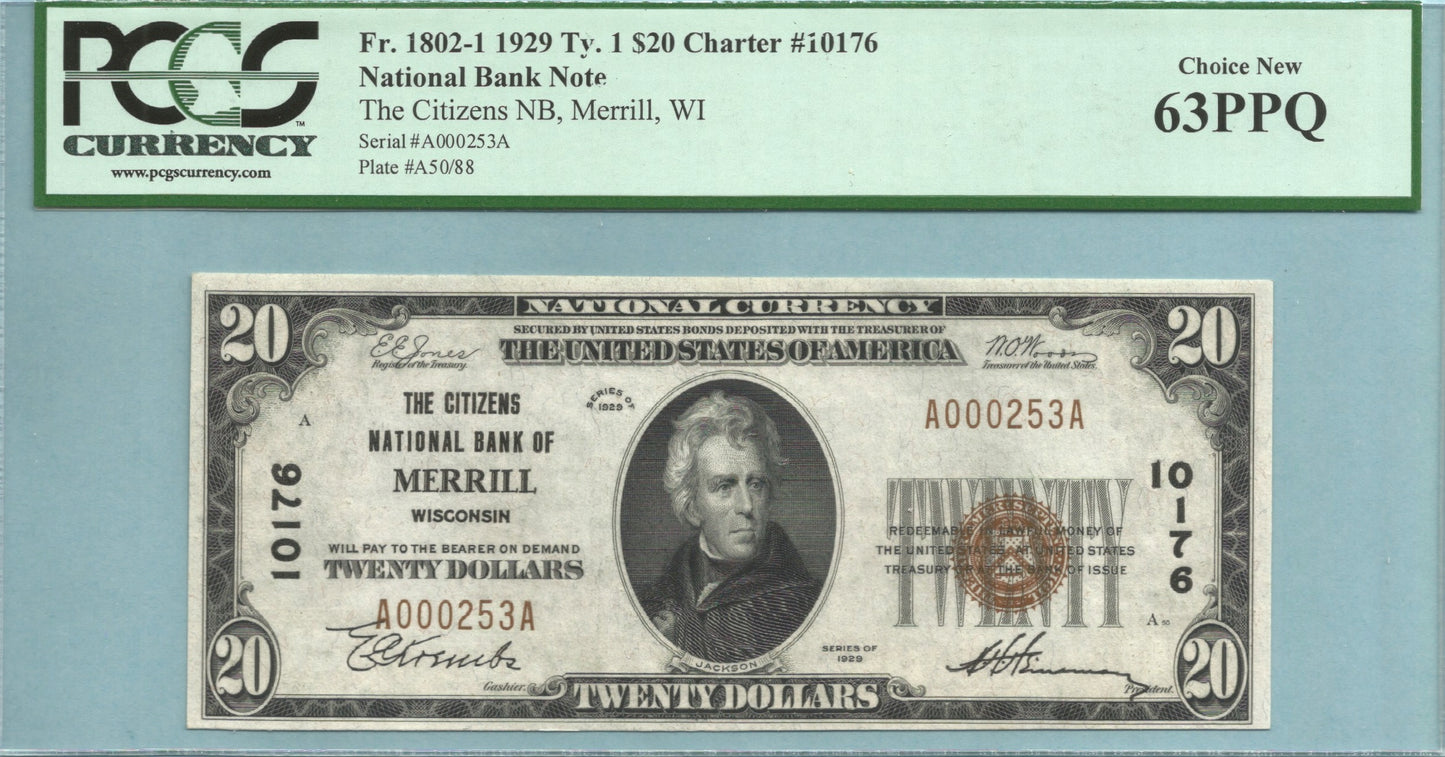 PCGS
CURRENCY
TM
www.pcgscurrency.com
Fr. 1802-1 1929 Ty. 1 $20 Charter #10176
National Bank Note
The Citizens NB, Merrill, WI
Serial #A000253A
Plate #A50/88
Choice New
63PPQ
NATIONAL CURRENCY
SECURED BY UNITED STATES BONDS DEPOSITED WITH THE TREASURER OF
THE UNITED STATES OF AMERICA
20
20
E E Jones
Register of the Treasury.
W.O. Woods
Treasurer of the United States.
SERIES OF
1929
A
THE CITIZENS
NATIONAL BANK OF
MERRILL
WISCONSIN
WILL PAY TO THE BEARER ON DEMAND
TWENTY DOLLARS
A000253A
10176
A000253A
10176
TWENTY
REDEEMABLE IN LAWFUL MONEY OF
THE UNITED STATES AT UNITED STATES
TREASURY OR AT THE BANK OF ISSUE
A 50
JACKSON
SERIES OF
1929
Cashier.
President.
20
20
TWENTY DOLLARS